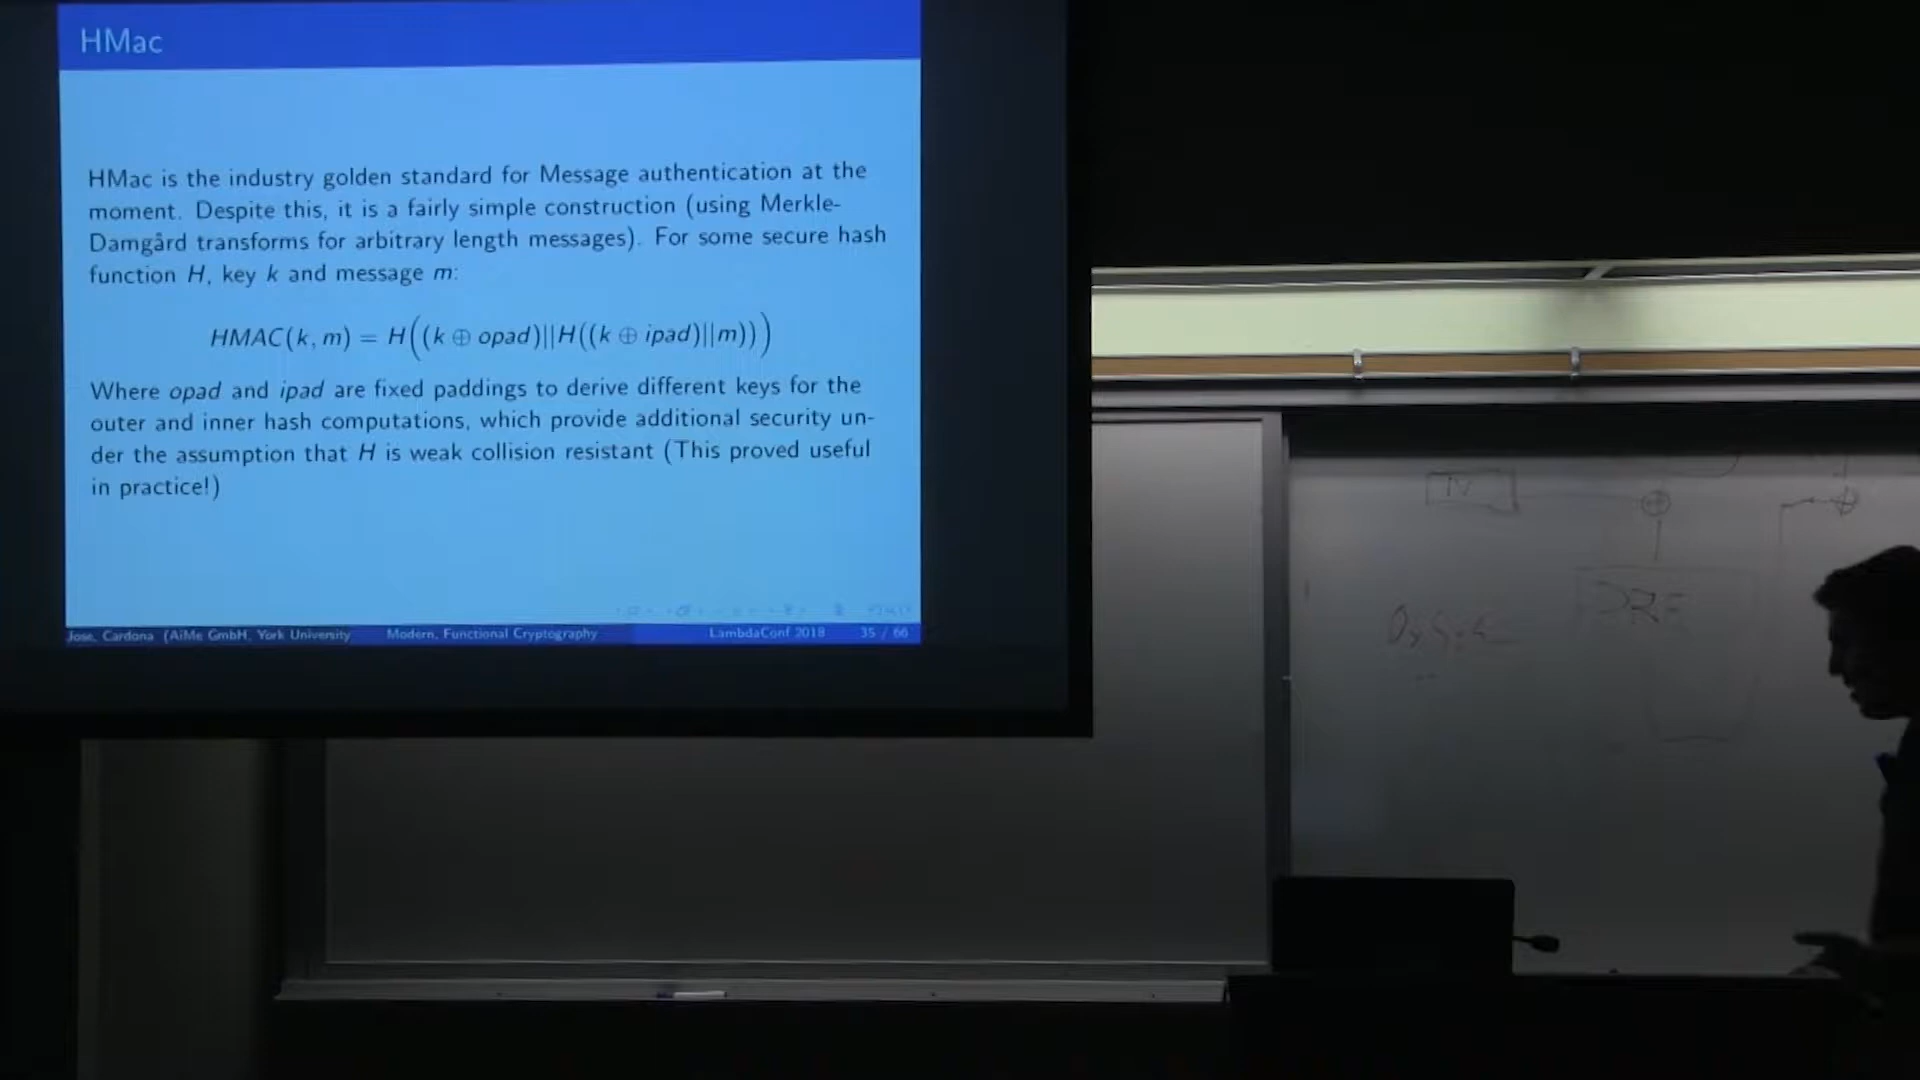 HMac
HMac is the industry golden standard for Message authentication at the
moment. Despite this, it is a fairly simple construction (using Merkle-
Damgård transforms for arbitrary length messages). For some secure hash
function H, key k and message m:
HMAC(k, m) = H((k ⊕ opad)||H((k ⊕ ipad)||m)))
Where opad and ipad are fixed paddings to derive different keys for the
outer and inner hash computations, which provide additional security un-
der the assumption that H is weak collision resistant (This proved useful
in practice!)
Jose, Cardona (AiMe GmbH, York University Modern, Functional Cryptography LambdaConf 2018 35 / 66
IV